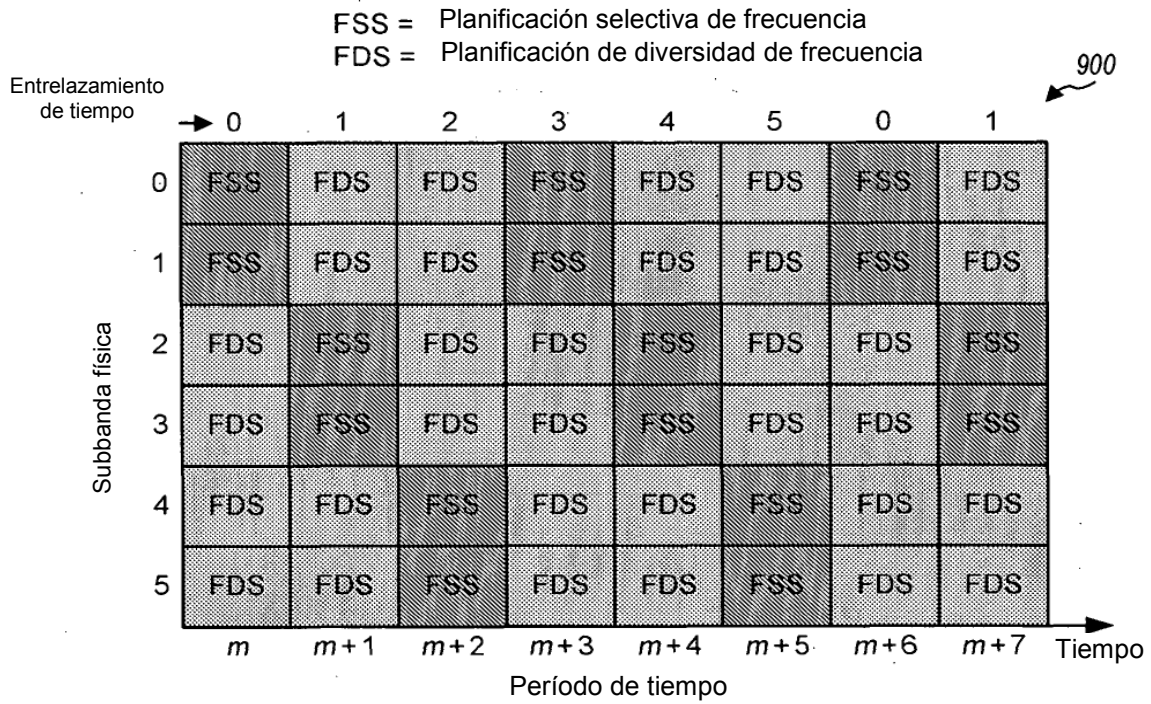 FSS = Planificación selectiva de frecuencia
FDS = Planificación de diversidad de frecuencia
900
Entrelazamiento
de tiempo
0 1 2 3 4 5 0 1
0 FSS FDS FDS FSS FDS FDS FSS FDS
1 FSS FDS FDS FSS FDS FDS FSS FDS
2 FDS FSS FDS FDS FSS FDS FDS FSS
3 FDS FSS FDS FDS FSS FDS FDS FSS
4 FDS FDS FSS FDS FDS FSS FDS FDS
5 FDS FDS FSS FDS FDS FSS FDS FDS
Subbanda física
m m+1 m+2 m+3 m+4 m+5 m+6 m+7 Tiempo
Período de tiempo